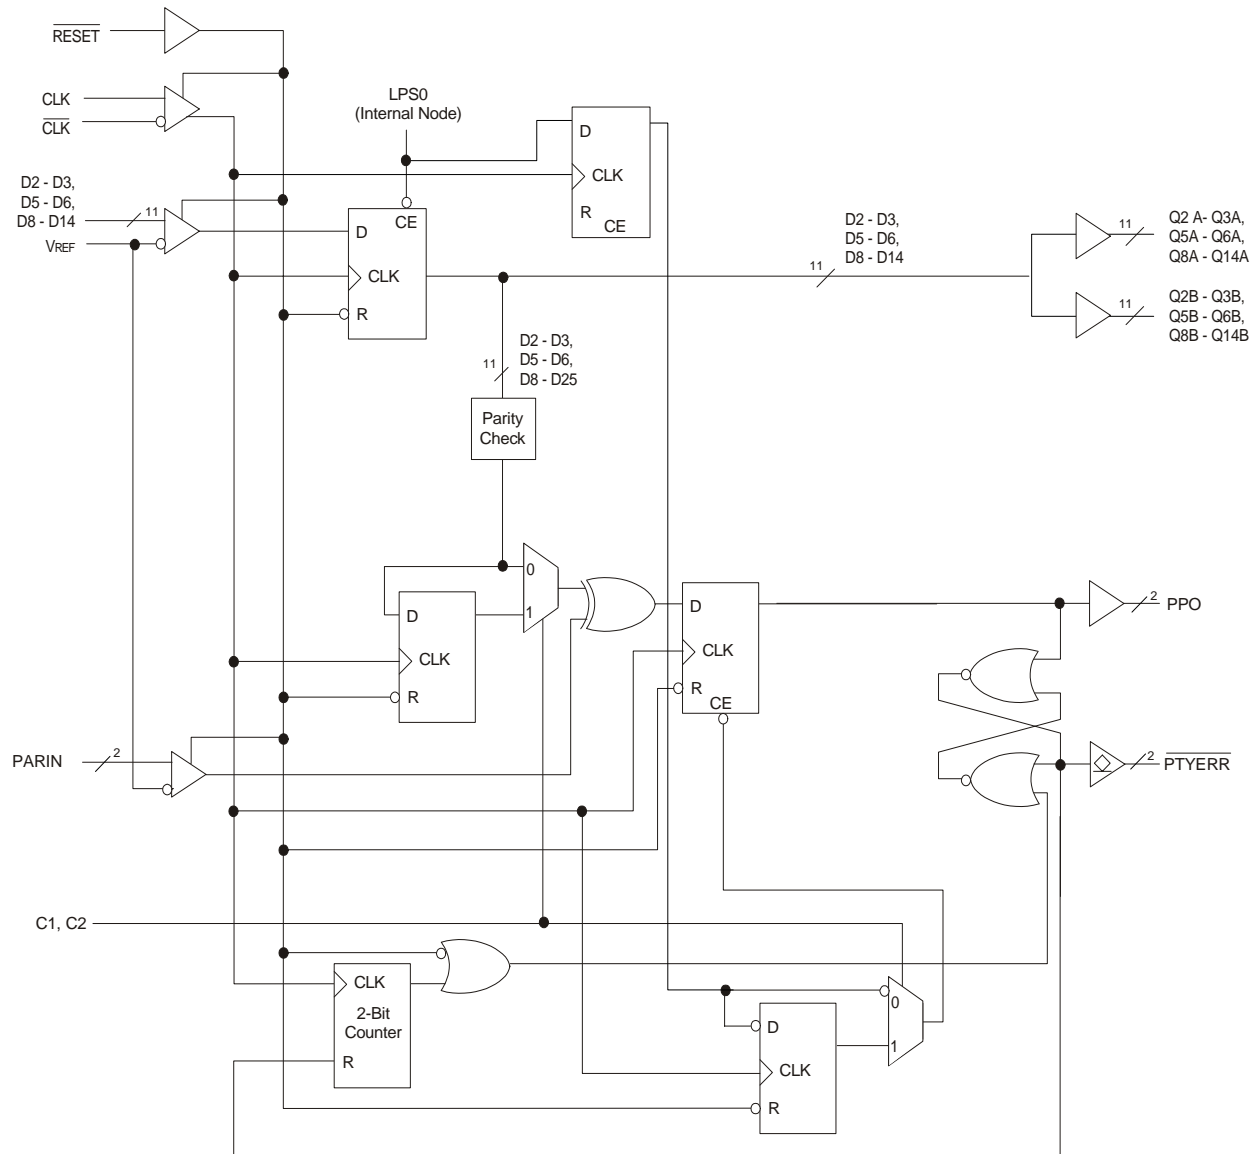 RESET
CLK
CLK
LPS0
(Internal Node)
D
CLK
R
CE
D2 - D3,
D5 - D6,
D8 - D14
11
VREF
CE
D
CLK
R
D2 - D3,
D5 - D6,
D8 - D14
11
11
Q2 A- Q3A,
Q5A - Q6A,
Q8A - Q14A
11
Q2B - Q3B,
Q5B - Q6B,
Q8B - Q14B
11
D2 - D3,
D5 - D6,
D8 - D25
Parity
Check
0
1
D
CLK
R
D
CLK
R
CE
2
PPO
PARIN
2
2
PTYERR
C1, C2
CLK
2-Bit
Counter
R
0
1
D
CLK
R